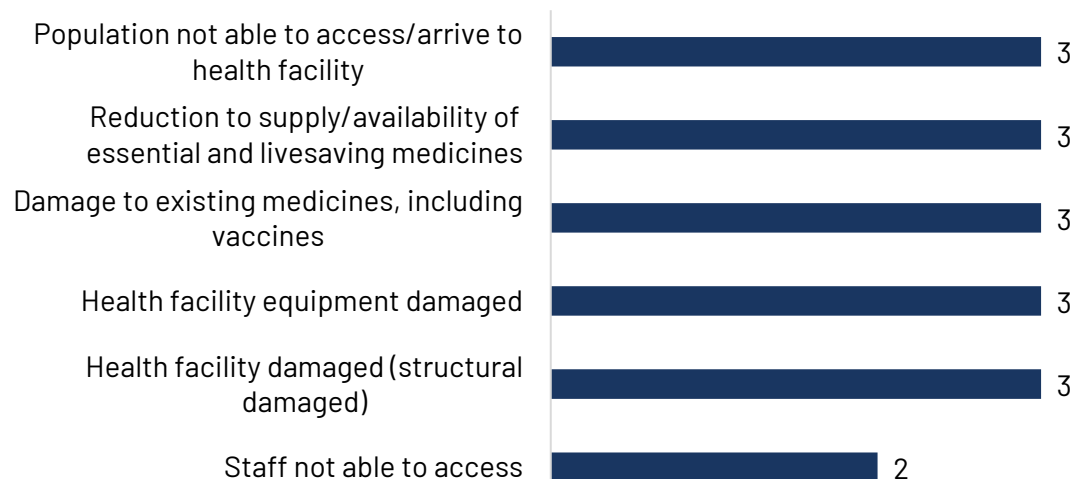 Population not able to access/arrive to
health facility
3
Reduction to supply/availability of
essential and livesaving medicines
3
Damage to existing medicines, including
vaccines
3
Health facility equipment damaged
3
Health facility damaged (structural
damaged)
3
Staff not able to access
2